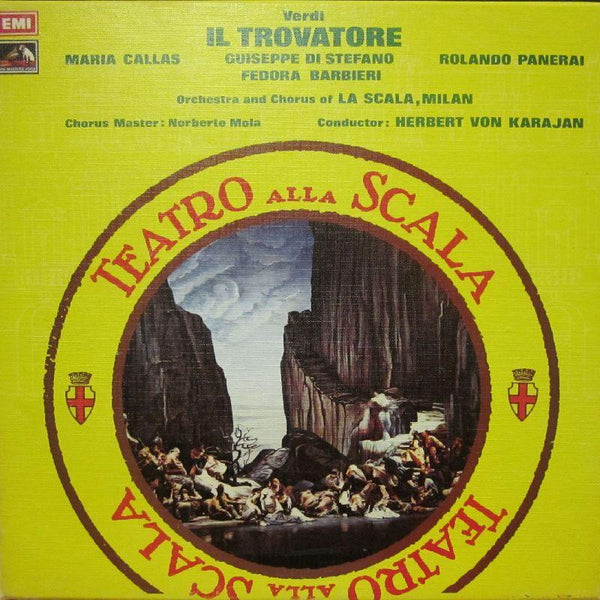 EMI
Verdi
IL TROVATORE
MARIA CALLAS GUISEPPE DI STEFANO ROLANDO PANERAI
FEDORA BARBIERI
Orchestra and Chorus of LA SCALA, MILAN
Chorus Master: Norberto Mola Conductor: HERBERT VON KARAJAN
TEATRO ALLA SCALA
TEATRO ALLA SCALA